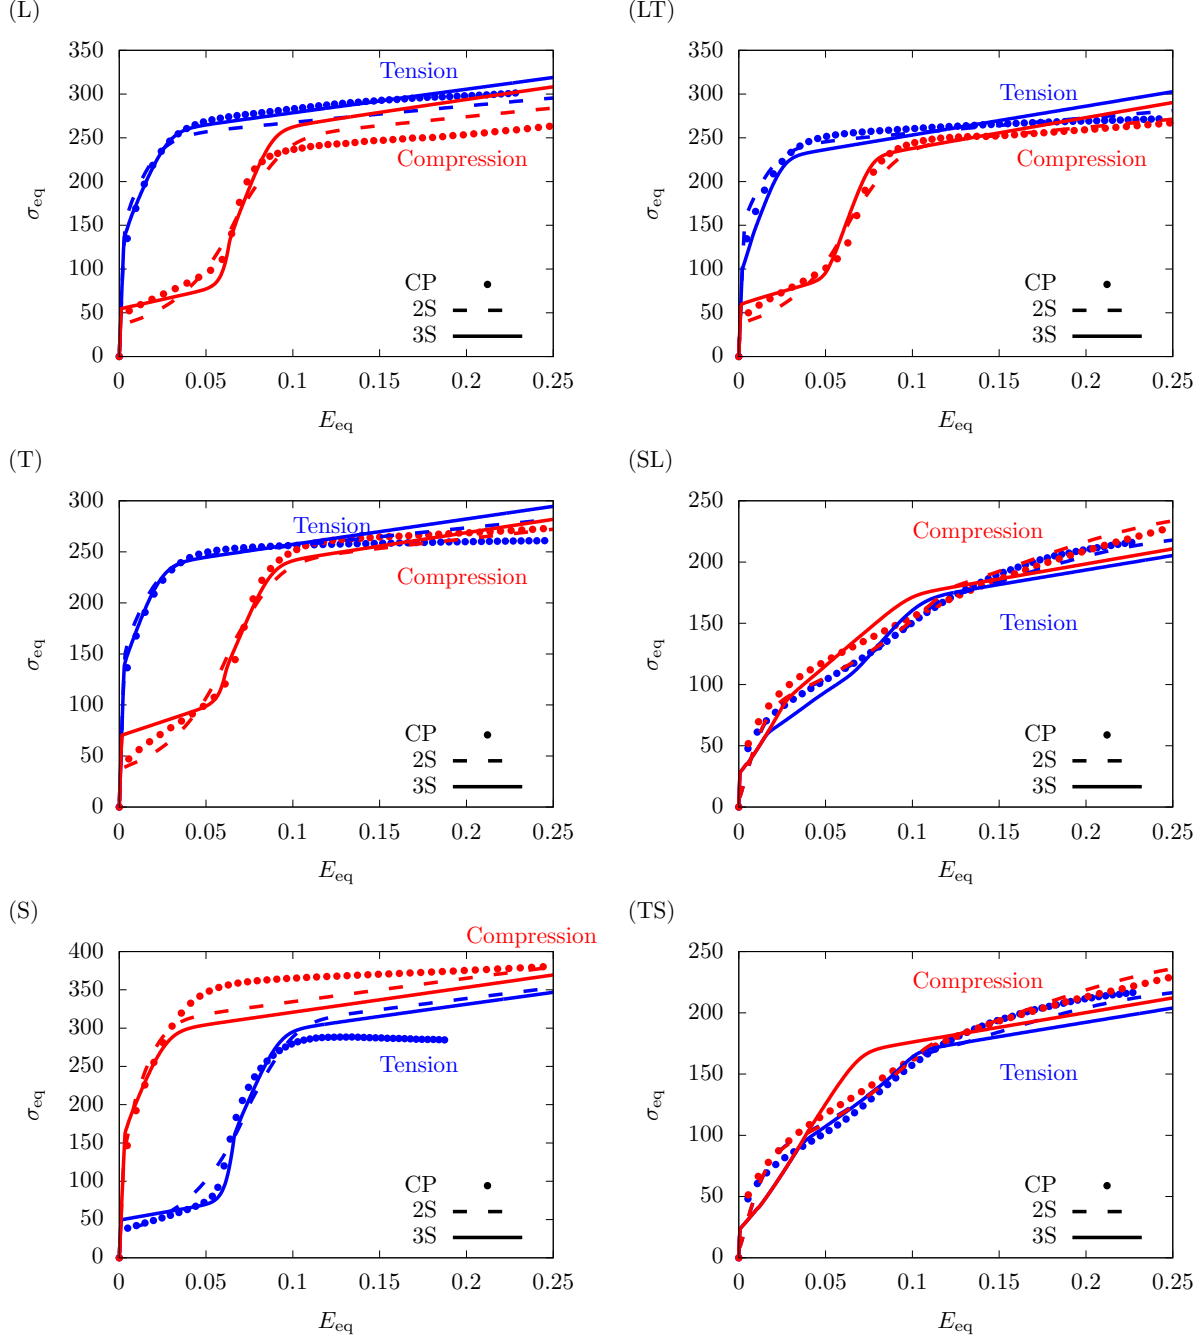 (L)
350
300
250
200
150
100
50
0
σeq
Tension
Compression
CP
2S
3S
0 0.05 0.1 0.15 0.2 0.25
Eeq
(LT)
350
300
250
200
150
100
50
0
σeq
Tension
Compression
CP
2S
3S
0 0.05 0.1 0.15 0.2 0.25
Eeq
(T)
300
250
200
150
100
50
0
σeq
Tension
Compression
CP
2S
3S
0 0.05 0.1 0.15 0.2 0.25
Eeq
(SL)
250
200
150
100
50
0
σeq
Compression
Tension
CP
2S
3S
0 0.05 0.1 0.15 0.2 0.25
Eeq
(S)
Compression
400
350
300
250
200
150
100
50
0
σeq
Tension
CP
2S
3S
0 0.05 0.1 0.15 0.2 0.25
Eeq
(TS)
250
200
150
100
50
0
σeq
Compression
Tension
CP
2S
3S
0 0.05 0.1 0.15 0.2 0.25
Eeq